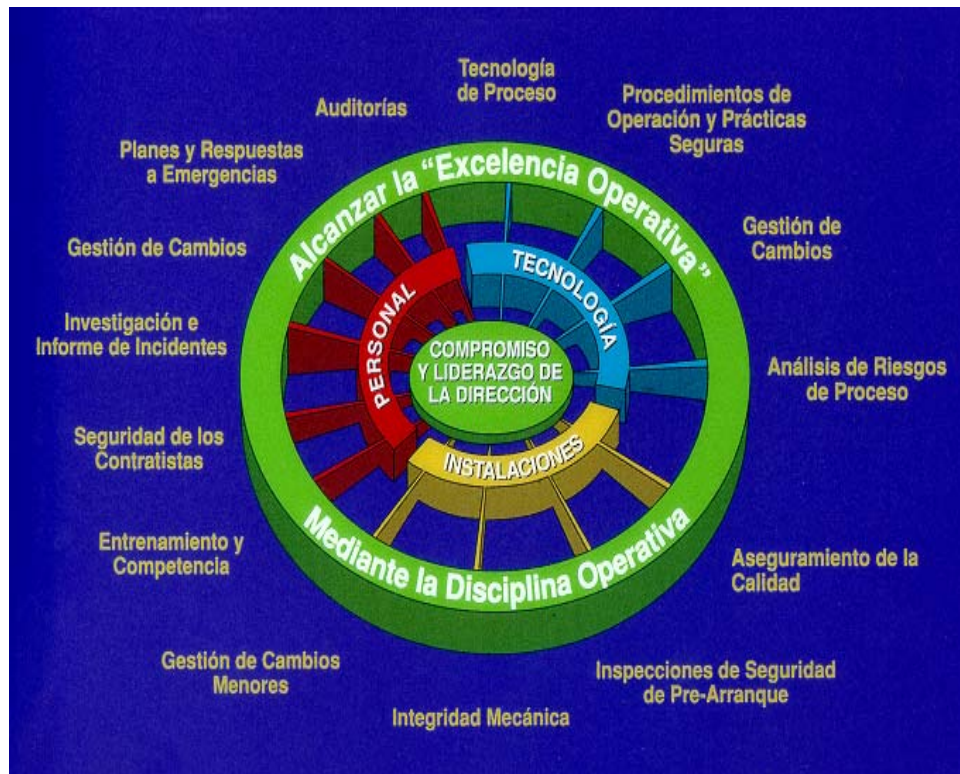 Tecnología
de Proceso
Auditorías
Procedimientos de
Operación y Prácticas
Seguras
Planes y Respuestas
a Emergencias
Gestión de Cambios
Gestión de
Cambios
Investigación e
Informe de Incidentes
Análisis de Riesgos
de Proceso
Seguridad de los
Contratistas
Entrenamiento y
Competencia
Aseguramiento de la
Calidad
Gestión de Cambios
Menores
Inspecciones de Seguridad
de Pre-Arranque
Integridad Mecánica
Alcanzar la "Excelencia Operativa"
Mediante la Disciplina Operativa
PERSONAL
TECNOLOGÍA
INSTALACIONES
COMPROMISO
Y LIDERAZGO DE
LA DIRECCIÓN